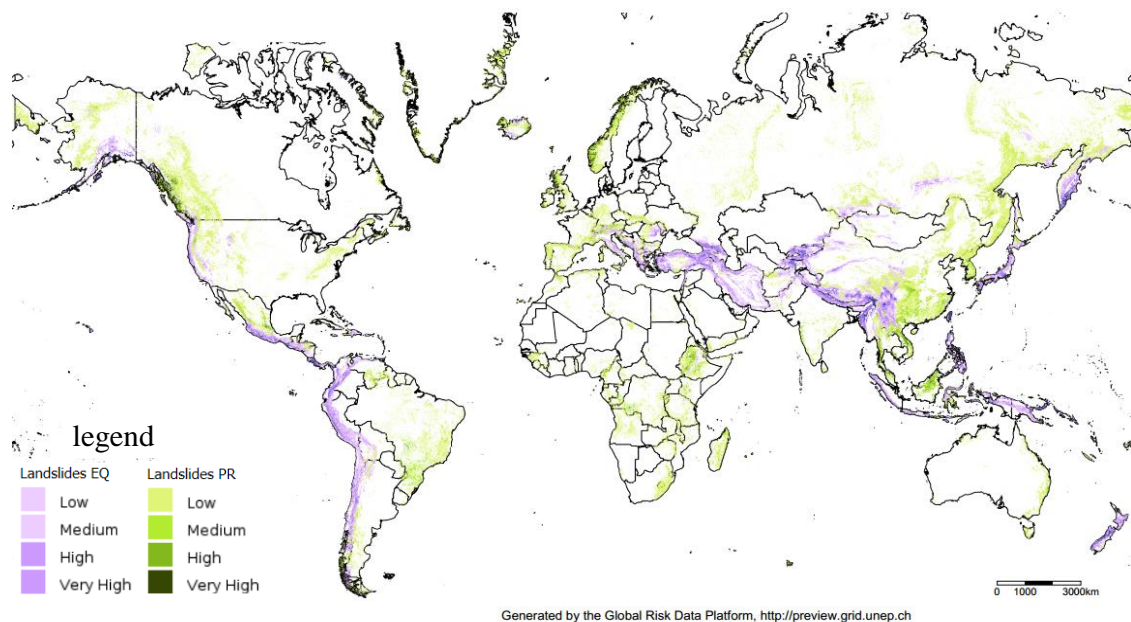 legend
Landslides EQ Landslides PR
Low Low
Medium Medium
High High
Very High Very High
0 1000 3000km
Generated by the Global Risk Data Platform, http://preview.grid.unep.ch